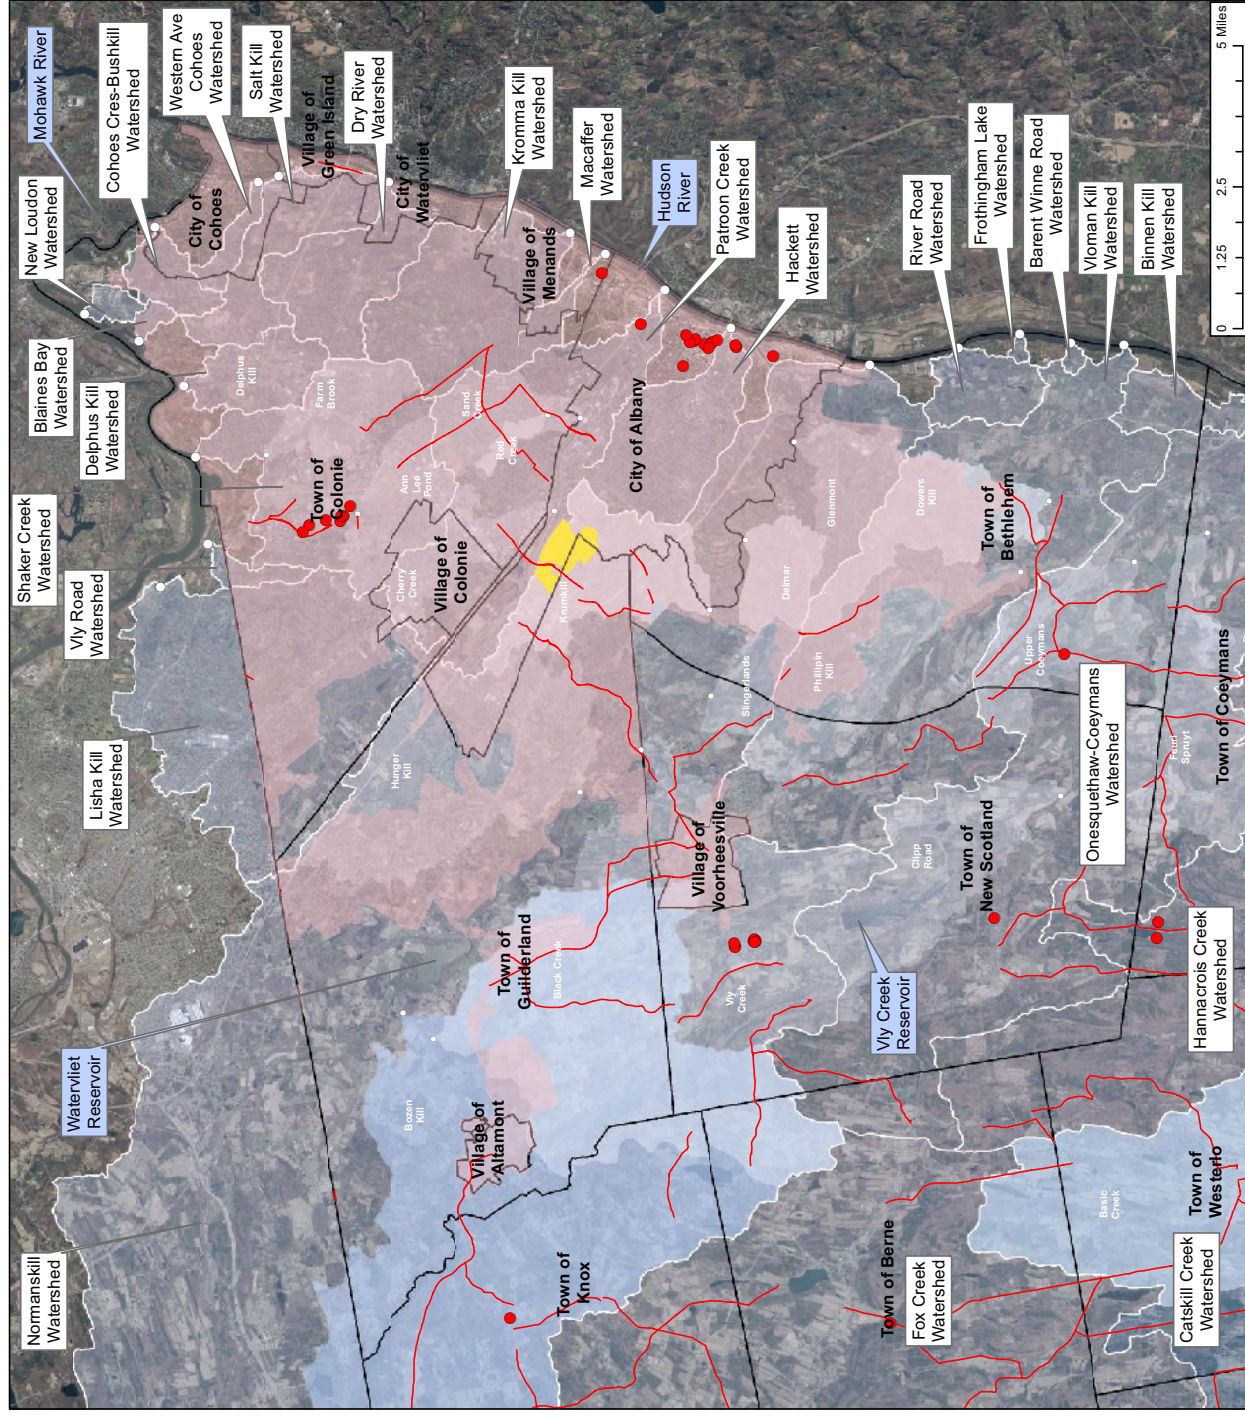 Mohawk River
New Loudon
Watershed
Cohoes Cres-Bushkill
Watershed
Western Ave
Cohoes
Watershed
Salt Kill
Watershed
Village of
Green Island
Dry River
Watershed
City of
Watervliet
Kromma Kill
Watershed
Macaffer
Watershed
Hudson
River
Patroon Creek
Watershed
Hackett
Watershed
River Road
Watershed
Frothingham Lake
Watershed
Barent Winne Road
Watershed
Vloman Kill
Watershed
Binnen Kill
Watershed
0
1.25
2.5
5
Miles
City of
Cohoes
Village of
Menands
Blaines Bay
Watershed
Delphus Kill
Watershed
Delphus
Kill
Farm
Brook
Sand
Creek
Red
Creek
City of Albany
Shaker Creek
Watershed
Vly Road
Watershed
Town of
Colonie
Ann
Lee
Pond
Village of
Colonie
Cherry
Creek
Krumkill
Glenmont
Dowers
Kill
Delmar
Town of
Bethlehem
Lisha Kill
Watershed
Hunger
Kill
Slingerlands
Phillipin
Kill
Upper
Coeymans
Onesquethaw-Coeymans
Watershed
Feuri
Spruyt
Town of Coeymans
Village of
Voorheesville
Clipp
Road
Town of
New Scotland
Watervliet
Reservoir
Town of
Guilderland
Black Creek
Vly
Creek
Vly Creek
Reservoir
Hannacrois Creek
Watershed
Bozen
Kill
Village of
Altamont
Normanskill
Watershed
Town of
Knox
Town of Berne
Fox Creek
Watershed
Basic
Creek
Town of
Westerlo
Catskill Creek
Watershed